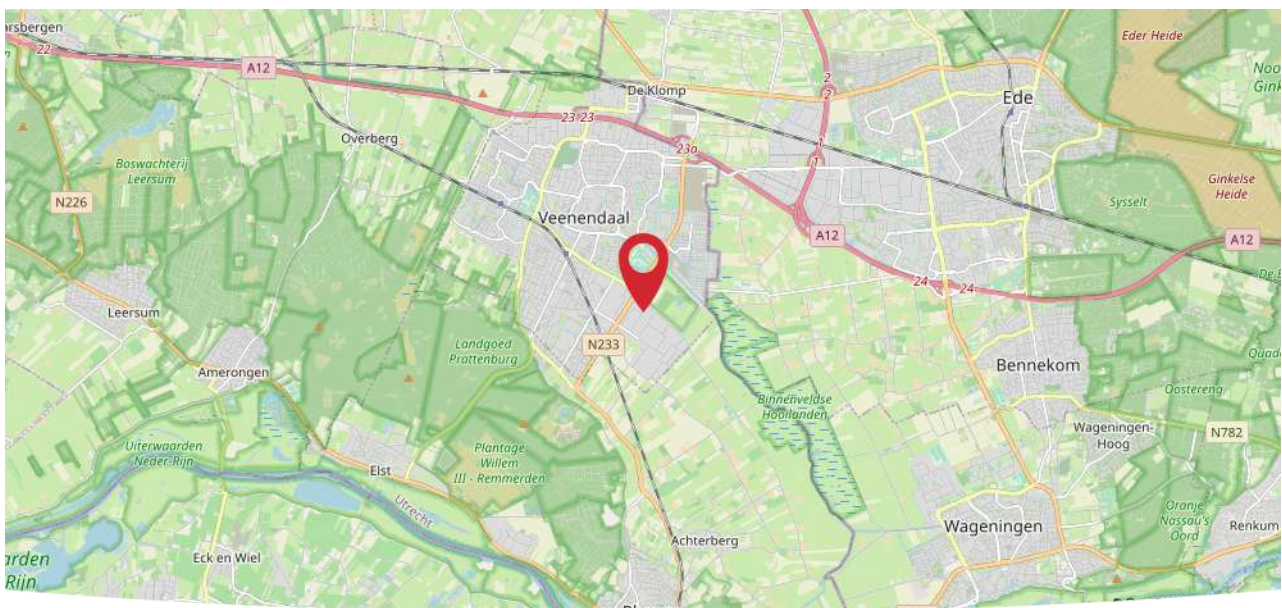 arsbergen
22
A12
Boswachterij
Leersum
N226
Overberg
De Klomp
23 23
23a
2
2
1
1
Eder Heide
Ede
Ginkelse
Heide
Sysselt
A12
A12
24
24
Veenendaal
N233
Leersum
Amerongen
Landgoed
Prattenburg
Plantage
Willem
III - Remmerden
Uiterwaarden
Neder-Rijn
Elst
Utrecht
Eck en Wiel
arden
Rijn
Achterberg
Binnenveldse
Hooilanden
Bennekom
Oostereng
Wageningen-
Hoog
N782
Wageningen
Oranje
Nassau's
Oord
Renkum